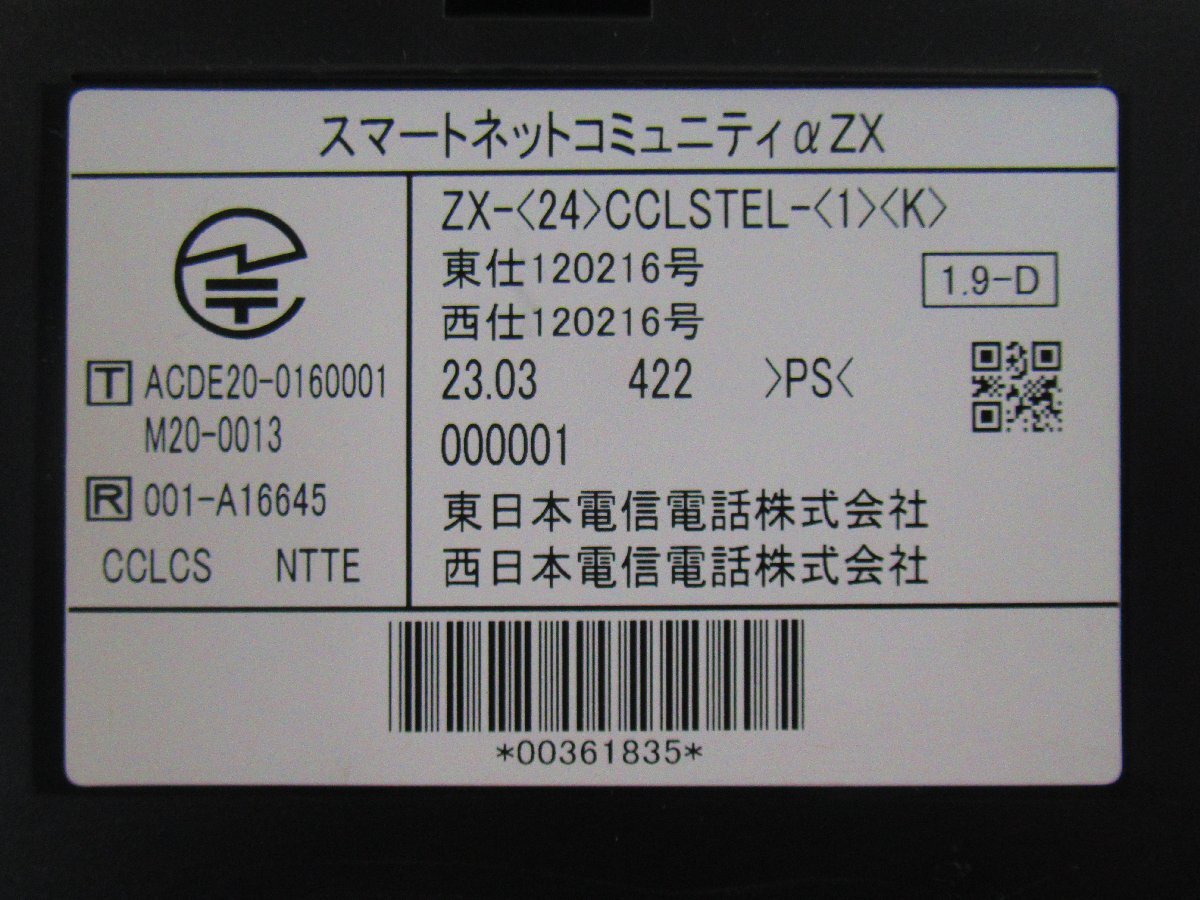 スマートネットコミュニティαZX
T ACDE20-0160001
M20-0013
R 001-A16645
CCLCS NTTE
ZX-<24>CCLSTEL-<1><K>
東仕120216号
西仕120216号
1.9-D
23.03 422 >PS<
000001
東日本電信電話株式会社
西日本電信電話株式会社
*00361835*